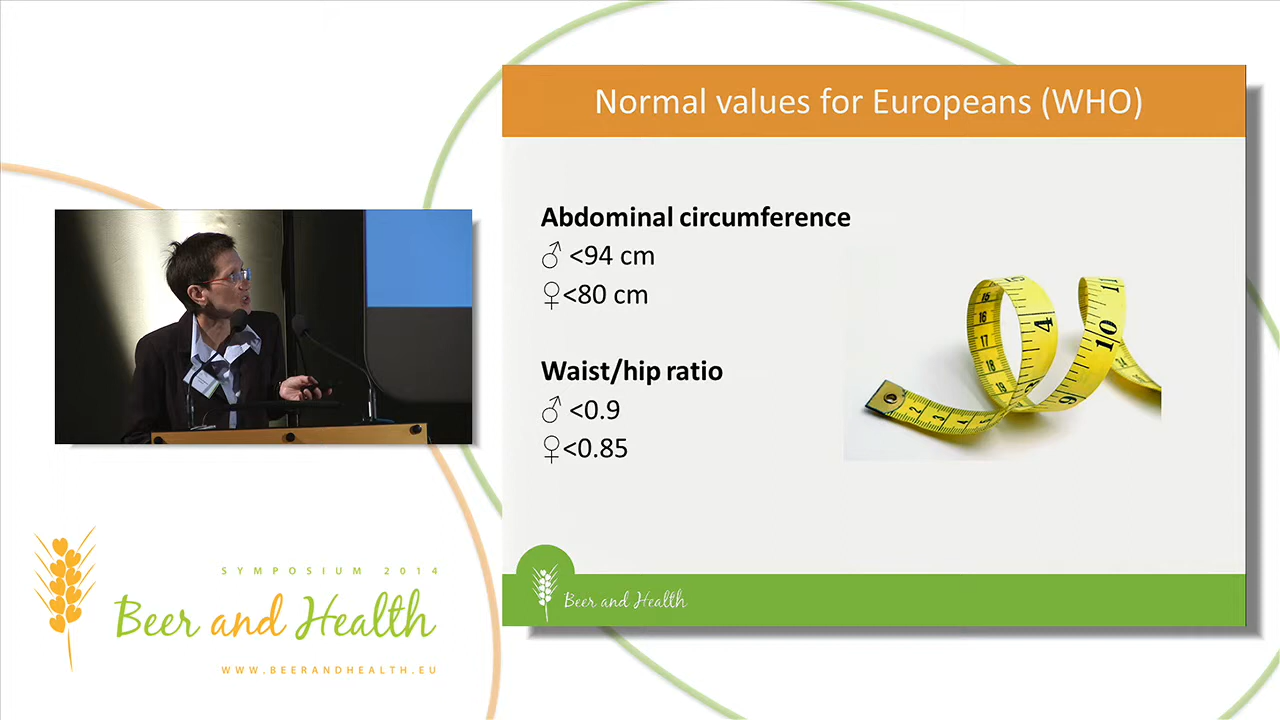 Normal values for Europeans (WHO)
Abdominal circumference
♂ <94 cm
♀<80 cm
Waist/hip ratio
♂ <0.9
♀<0.85
Beer and Health
SYMPOSIUM 2014
Beer and Health
WWW.BEERANDHEALTH.EU